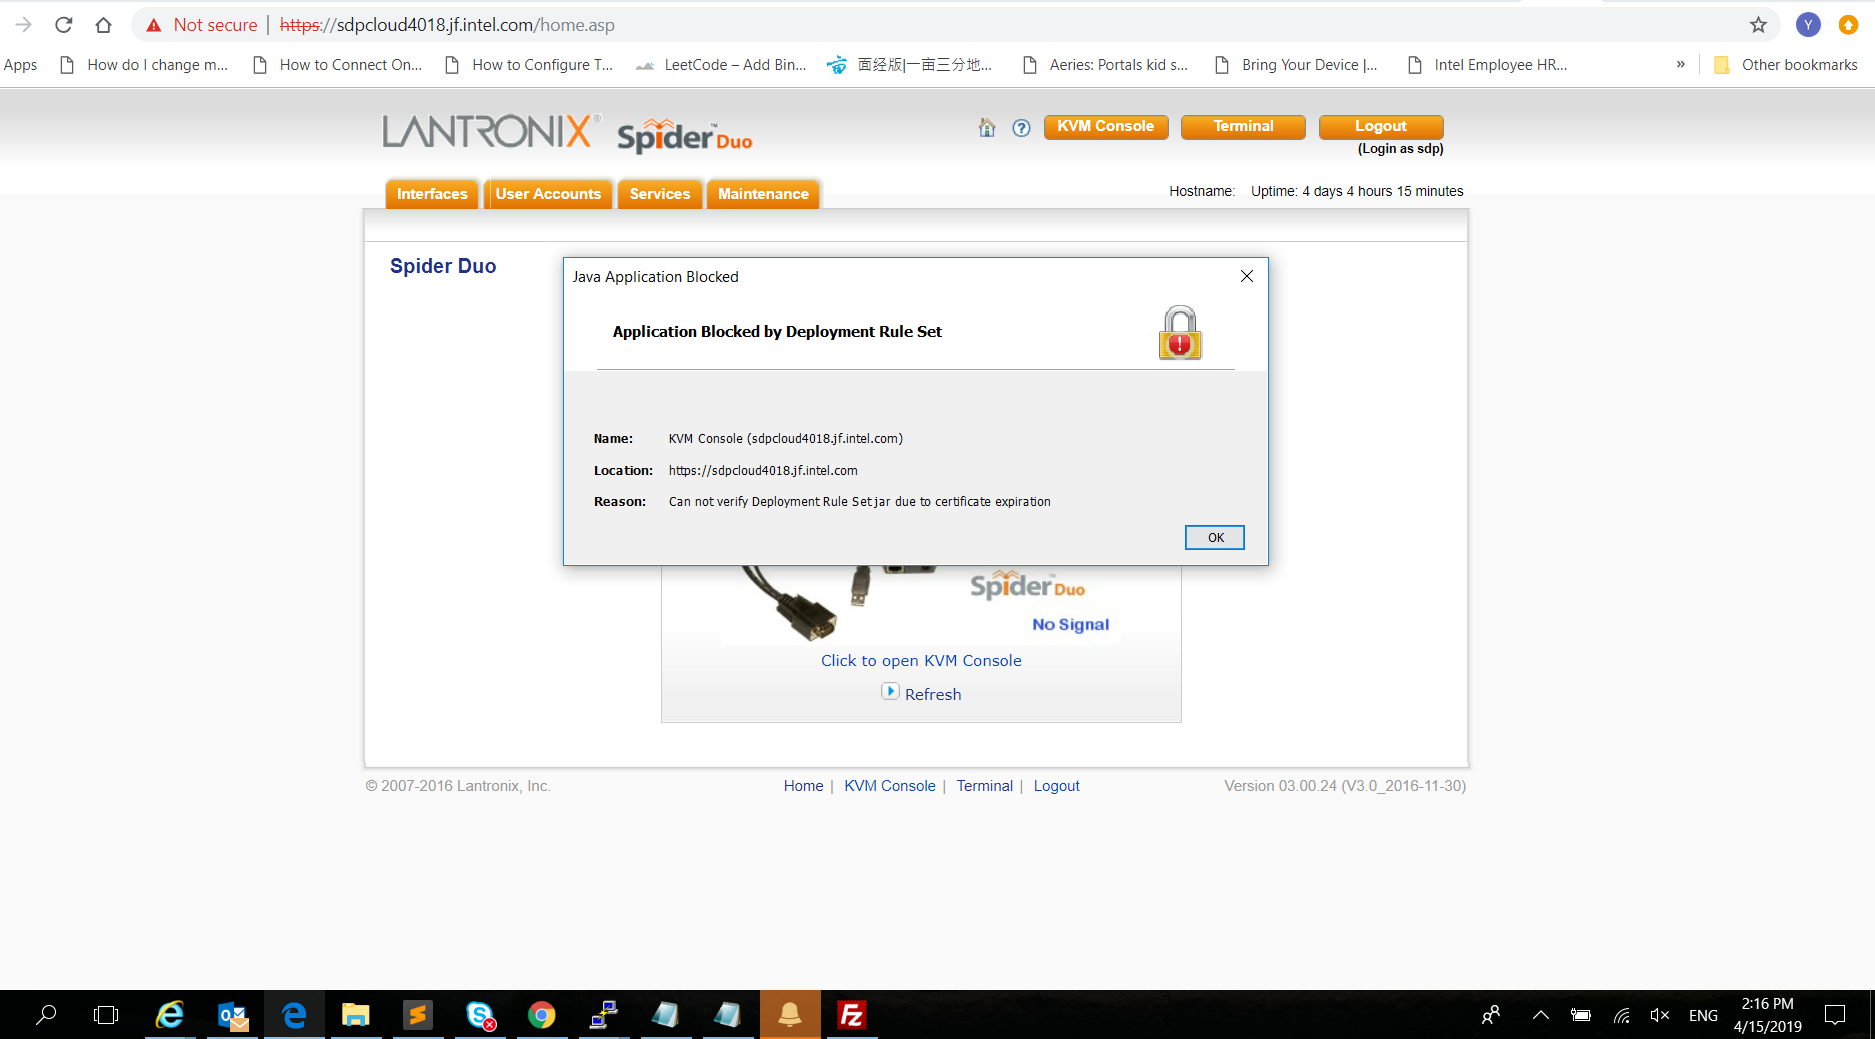 Not secure | https://sdpcloud4018.jf.intel.com/home.asp
Y
Apps How do I change m... How to Connect On... How to Configure T... LeetCode – Add Bin... 面经版|一亩三分地... Aeries: Portals kid s... Bring Your Device |... Intel Employee HR... » Other bookmarks
LANTRONIX® Spider™ Duo
KVM Console Terminal Logout
(Login as sdp)
Interfaces User Accounts Services Maintenance
Hostname: Uptime: 4 days 4 hours 15 minutes
Spider Duo
Java Application Blocked
Application Blocked by Deployment Rule Set
Name: KVM Console (sdpcloud4018.jf.intel.com)
Location: https://sdpcloud4018.jf.intel.com
Reason: Can not verify Deployment Rule Set jar due to certificate expiration
OK
Spider™ Duo
No Signal
Click to open KVM Console
Refresh
© 2007-2016 Lantronix, Inc. Home | KVM Console | Terminal | Logout Version 03.00.24 (V3.0_2016-11-30)
ENG
2:16 PM
4/15/2019